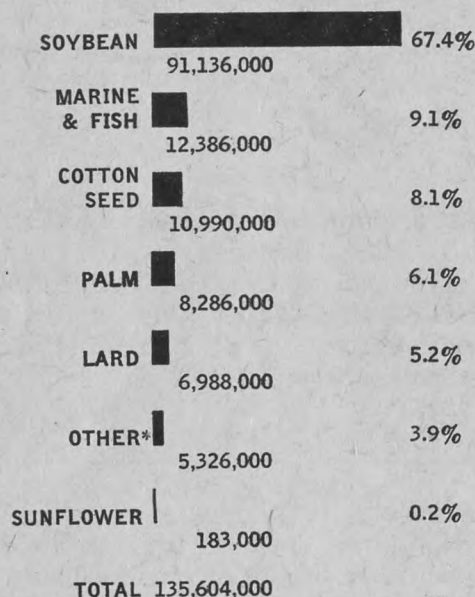 SOYBEAN 67.4%
91,136,000
MARINE
& FISH 9.1%
12,386,000
COTTON
SEED 8.1%
10,990,000
PALM 6.1%
8,286,000
LARD 5.2%
6,988,000
OTHER* 3.9%
5,326,000
SUNFLOWER 0.2%
183,000
TOTAL 135,604,000